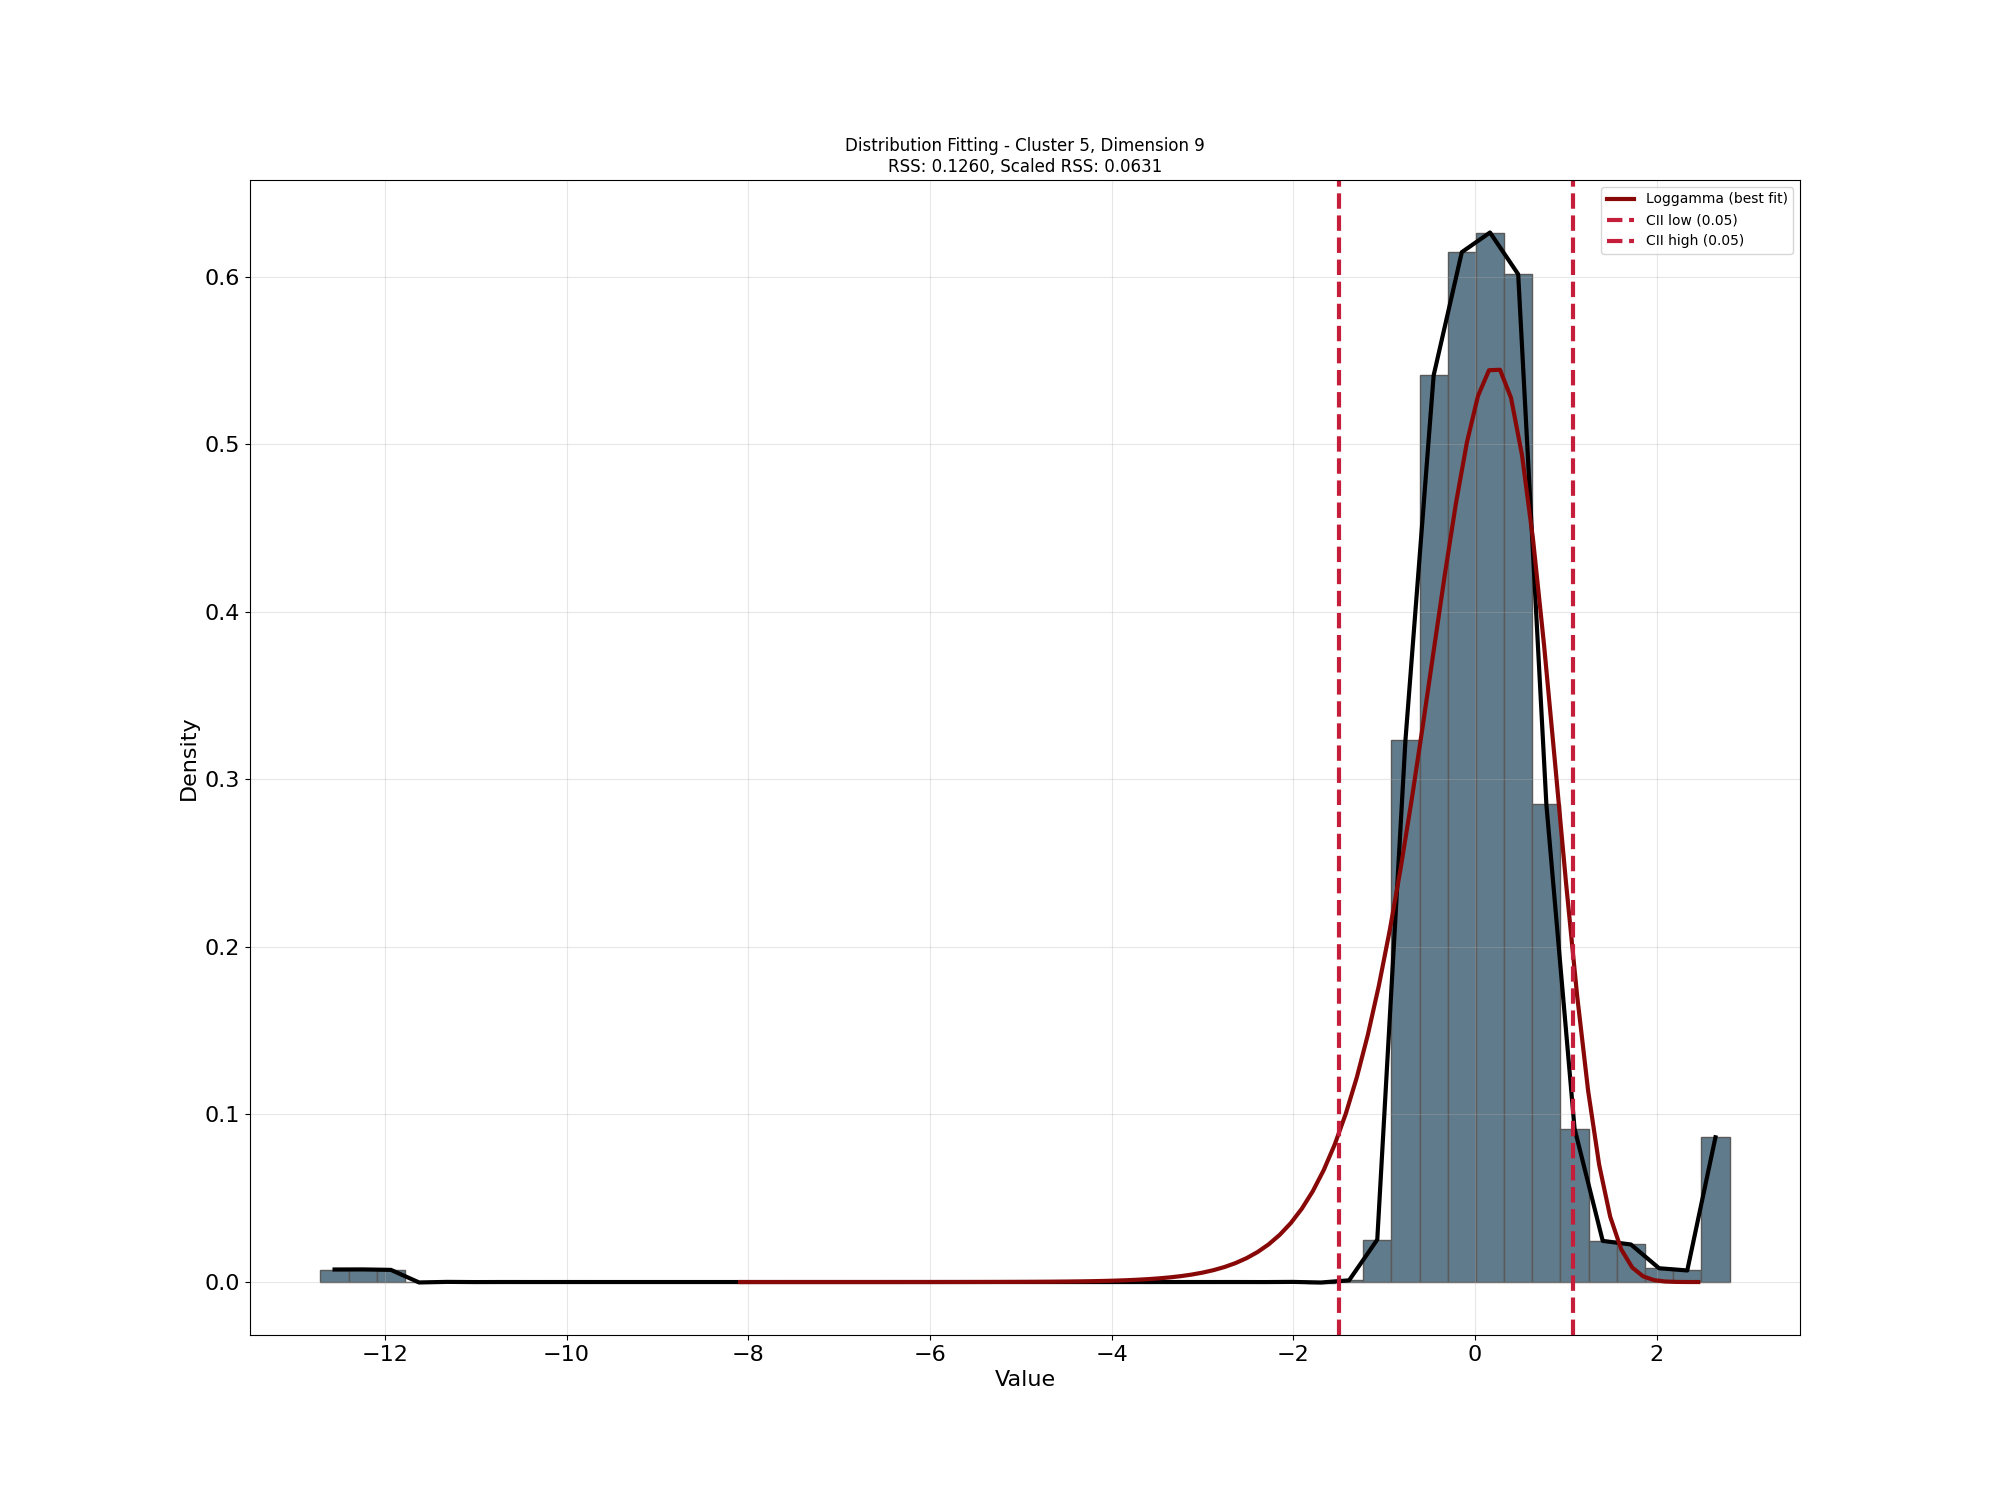 Distribution Fitting - Cluster 5, Dimension 9
RSS: 0.1260, Scaled RSS: 0.0631
Loggamma (best fit)
CII low (0.05)
CII high (0.05)
Density
0.6
0.5
0.4
0.3
0.2
0.1
0.0
−12 −10 −8 −6 −4 −2 0 2
Value